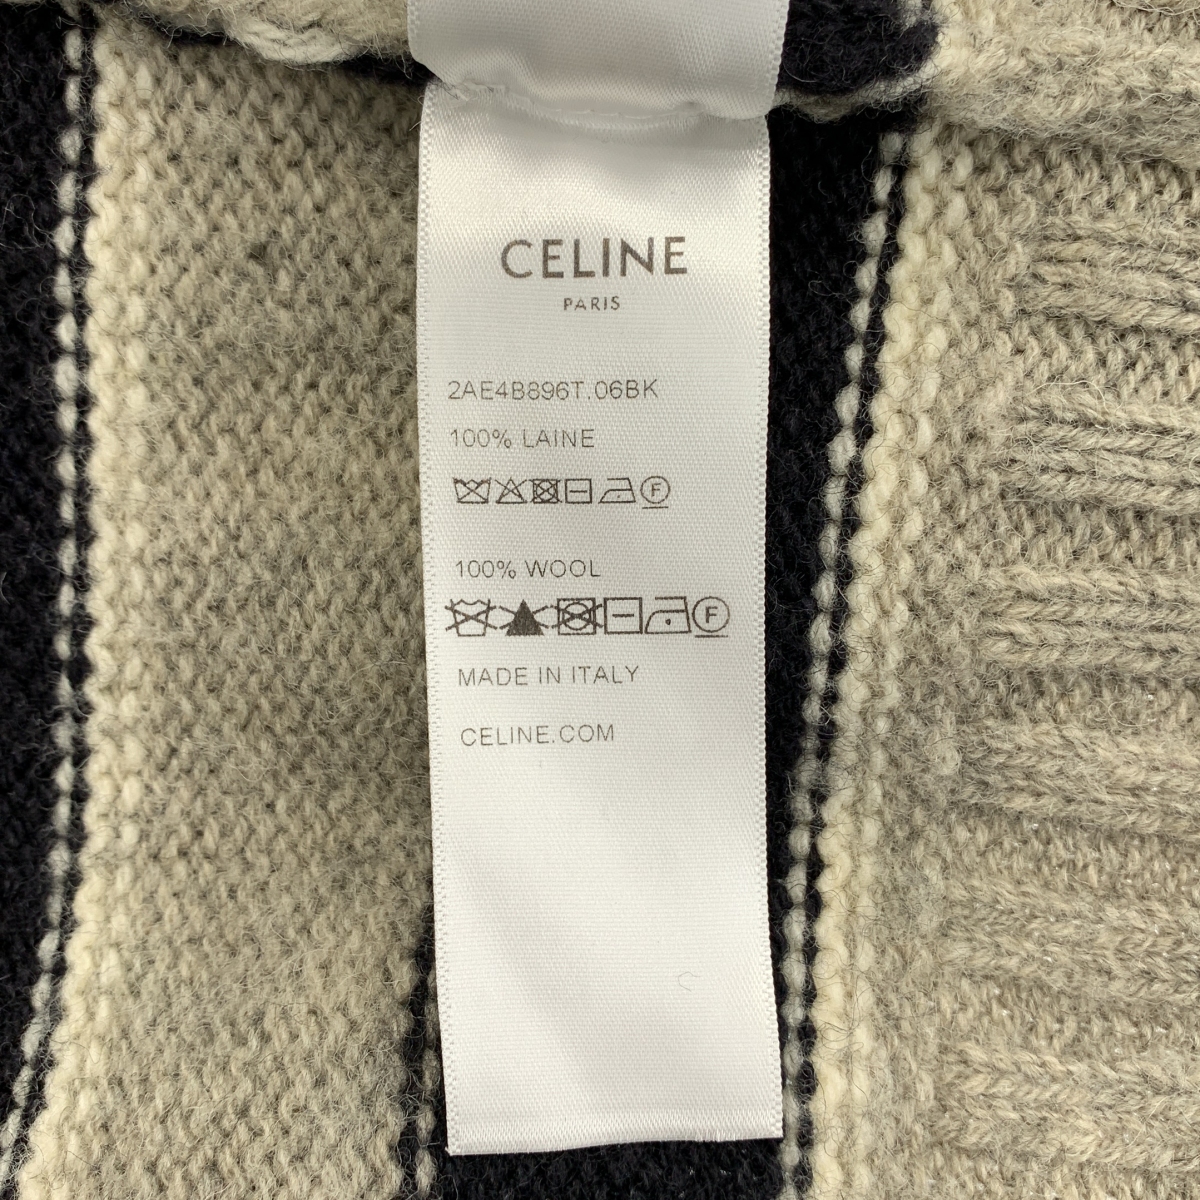 CELINE
PARIS
2AE4B896T.06BK
100% LAINE
F
100% WOOL
F
MADE IN ITALY
CELINE.COM